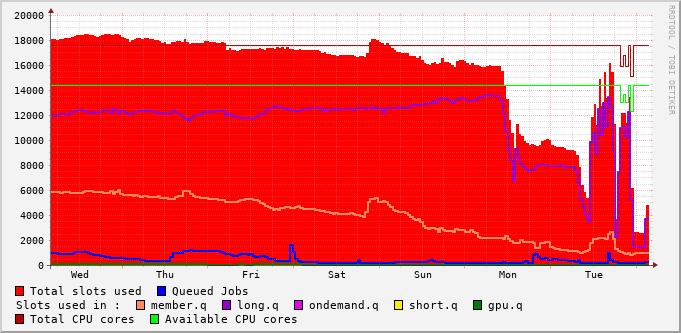 20000
18000
16000
14000
12000
10000
8000
6000
4000
2000
0
Wed Thu Fri Sat Sun Mon Tue
Total slots used Queued Jobs
Slots used in : member.q long.q ondemand.q short.q gpu.q
Total CPU cores Available CPU cores
RRDTOOL / TOBI OETIKER